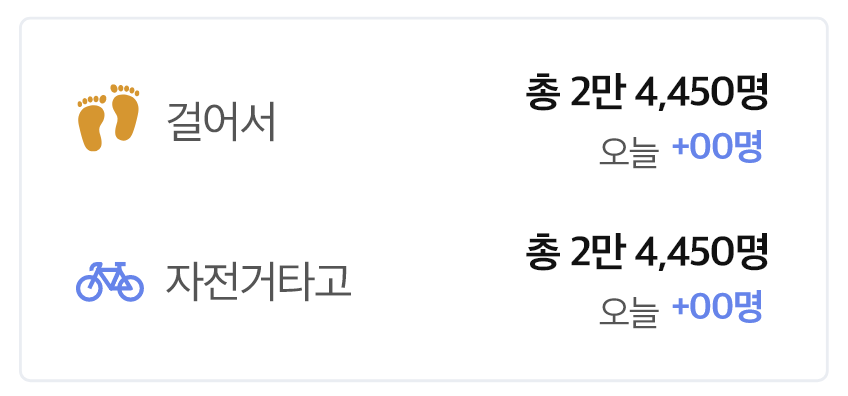 걸어서
총 2만 4,450명
오늘 +00명
자전거타고
총 2만 4,450명
오늘 +00명